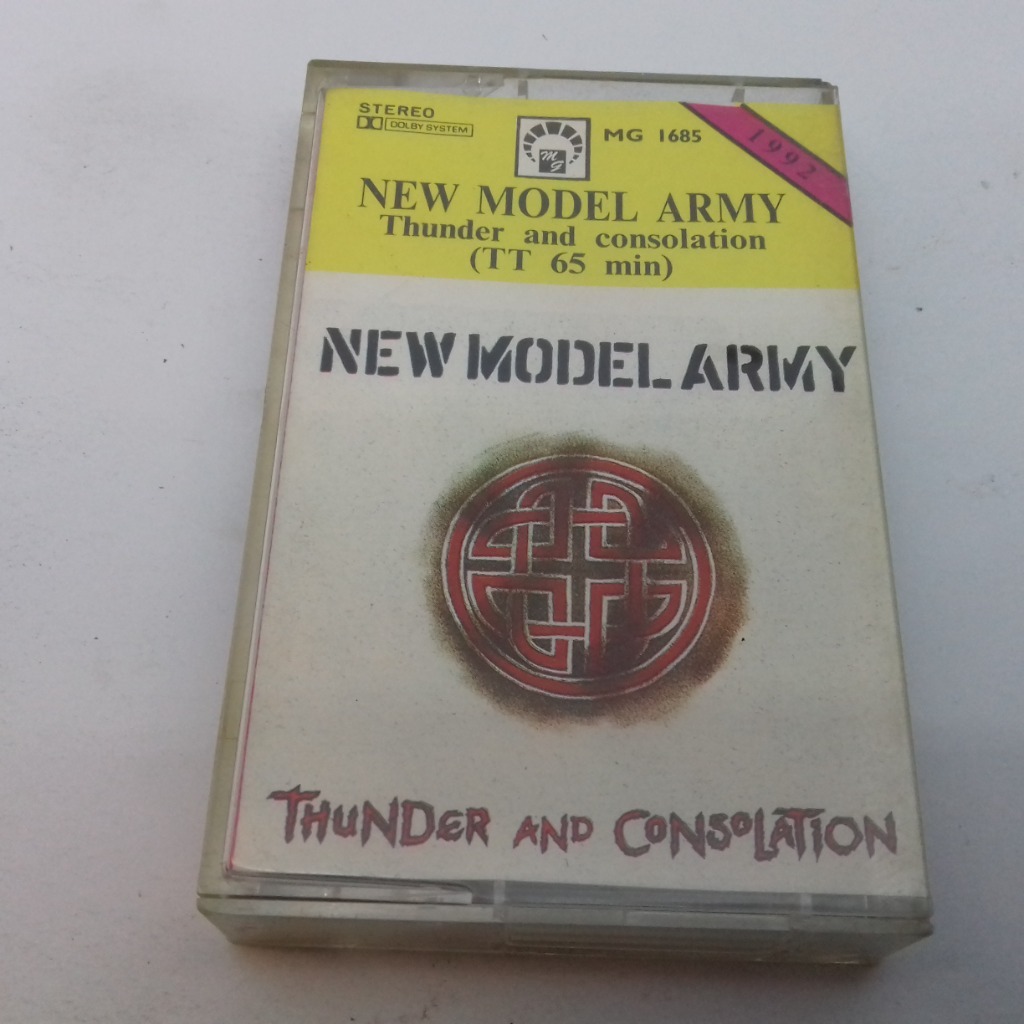 STEREO
DOLBY SYSTEM
MG
MG 1685
1992
NEW MODEL ARMY
Thunder and consolation
(TT 65 min)
NEW MODEL ARMY
THUNDER AND CONSOLATION